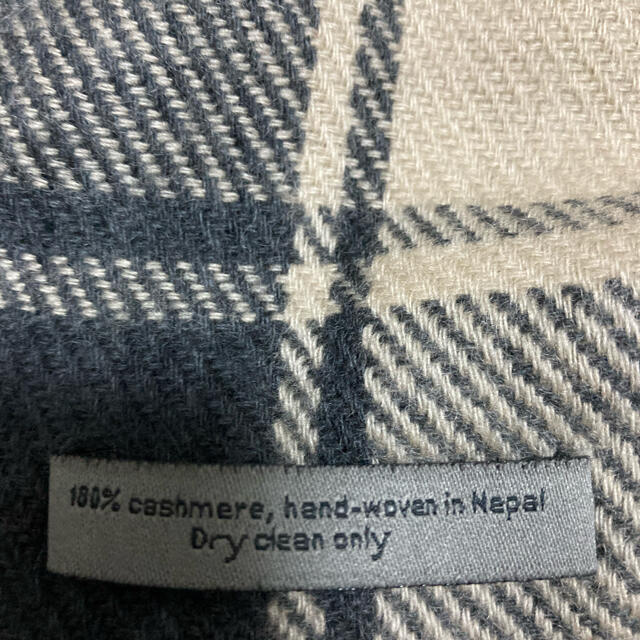 100% cashmere, hand-woven in Nepal
Dry clean only